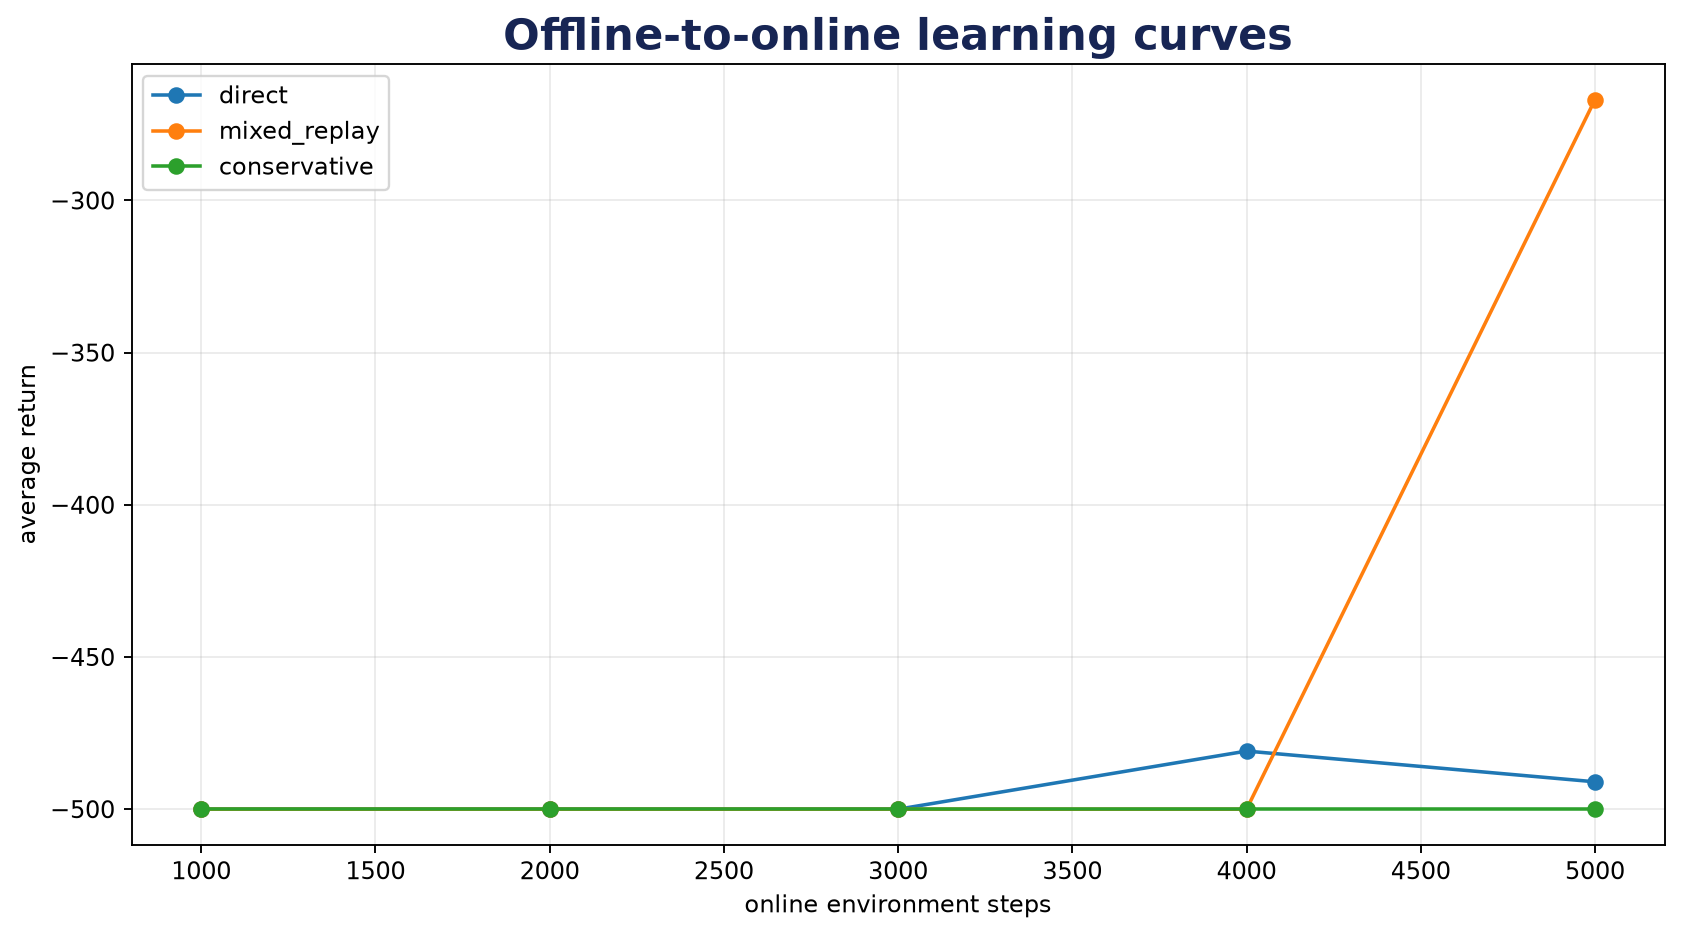 Offline-to-online learning curves
direct
mixed_replay
conservative
average return
−300
−350
−400
−450
−500
1000 1500 2000 2500 3000 3500 4000 4500 5000
online environment steps